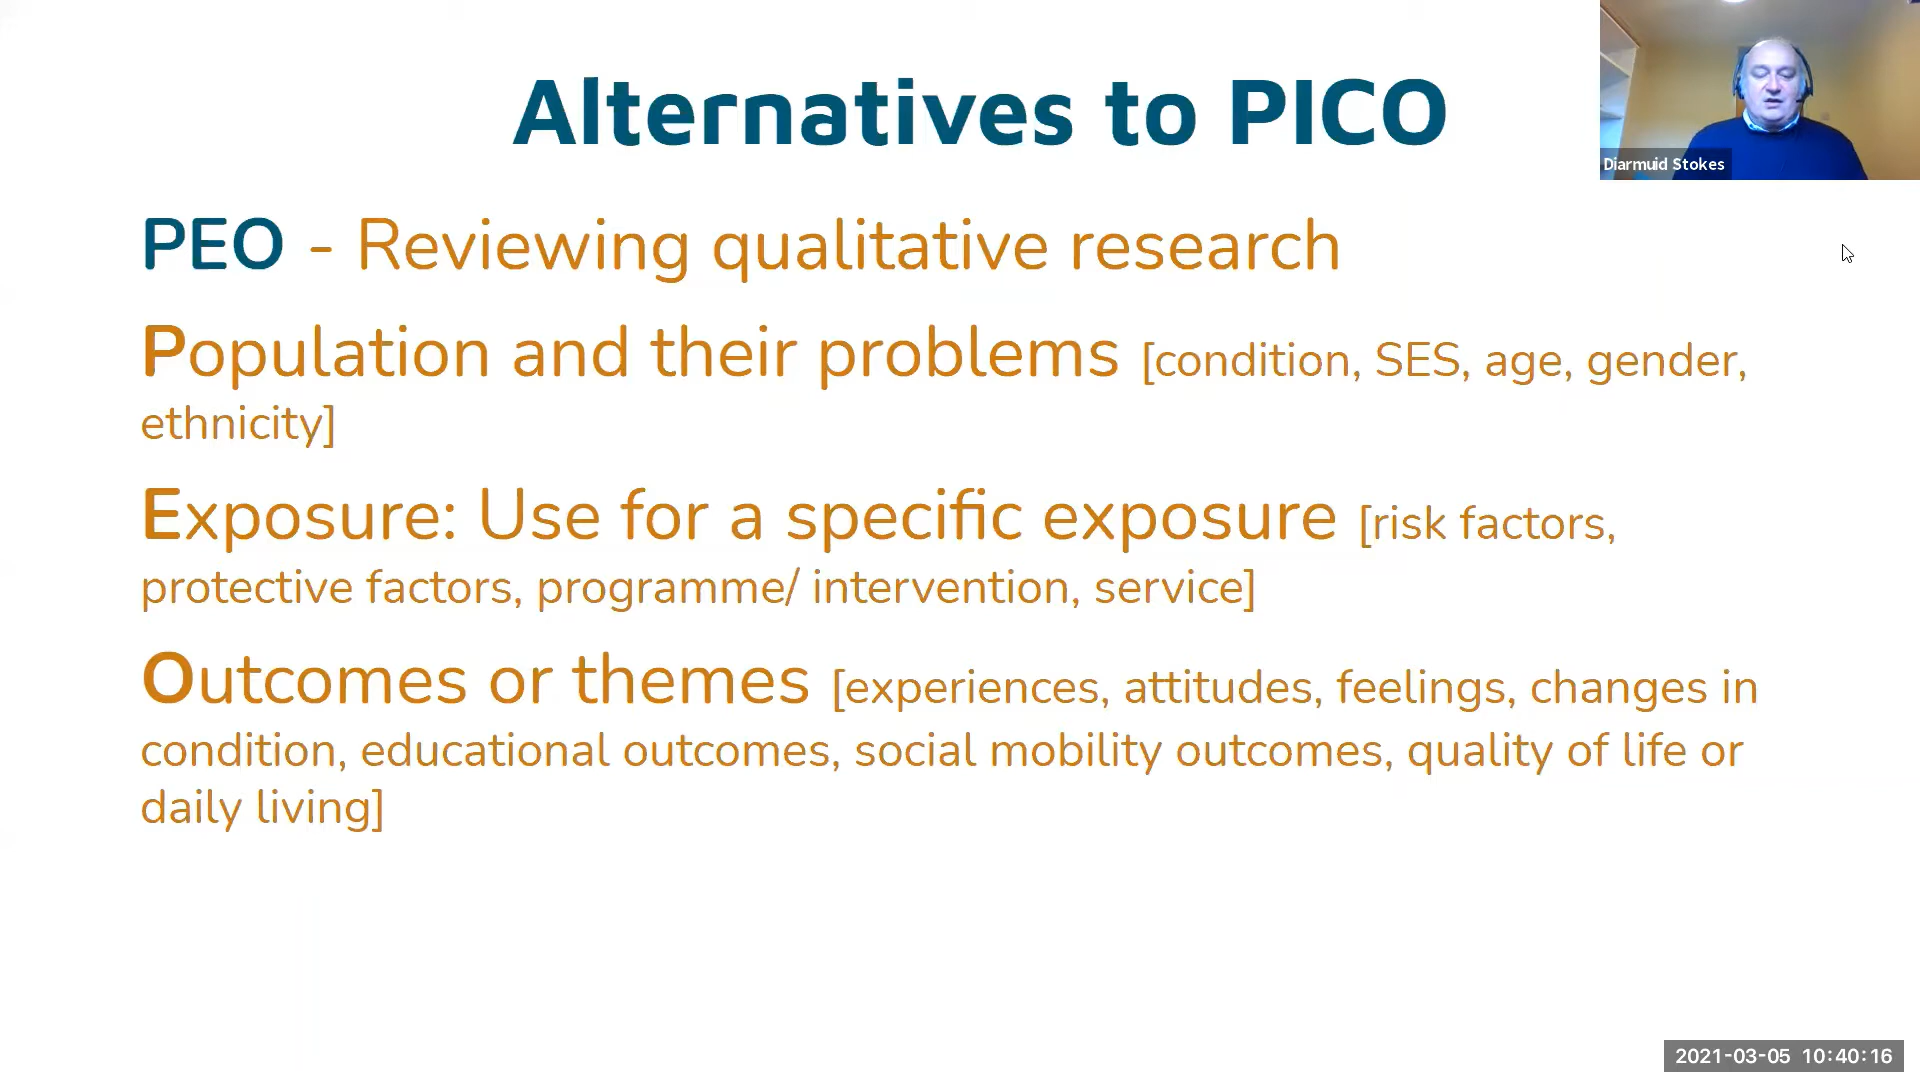 Alternatives to PICO
Diarmuid Stokes
PEO - Reviewing qualitative research
Population and their problems [condition, SES, age, gender,
ethnicity]
Exposure: Use for a specific exposure [risk factors,
protective factors, programme/ intervention, service]
Outcomes or themes [experiences, attitudes, feelings, changes in
condition, educational outcomes, social mobility outcomes, quality of life or
daily living]
2021-03-05 10:40:16